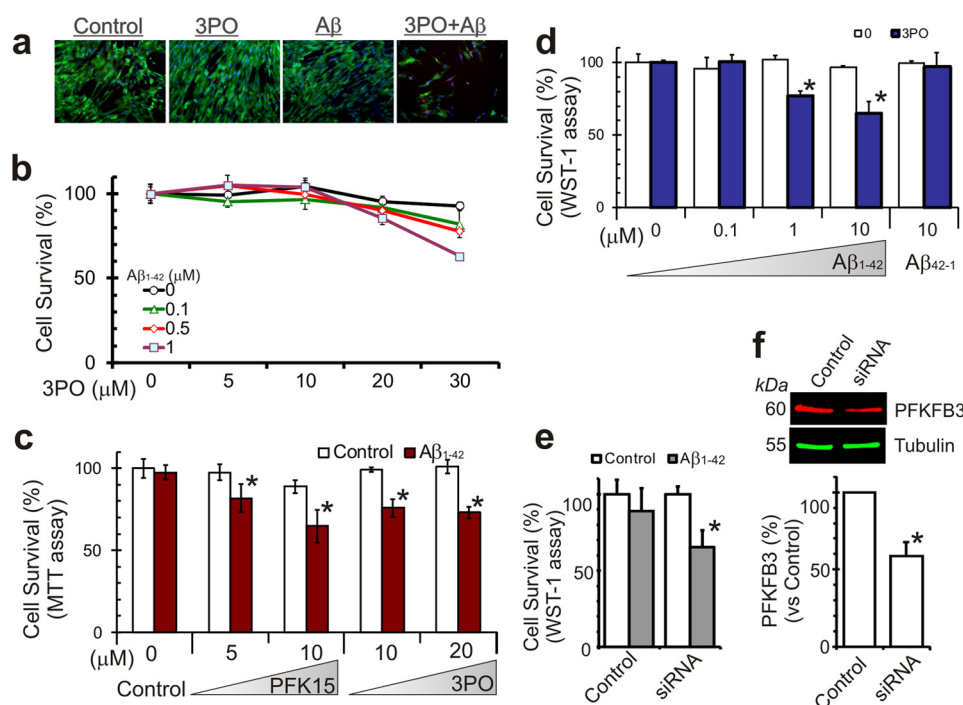 a
Control 3PO Aβ 3PO+Aβ
b
Cell Survival (%)
100
50
0
Aβ1-42 (μM)
0
0.1
0.5
1
3PO (μM) 0 5 10 20 30
c
Control Aβ1-42
Cell Survival (%)
(MTT assay)
100
50
0
* * * *
(μM) 0 5 10 10 20
Control PFK15 3PO
d
0 3PO
Cell Survival (%)
(WST-1 assay)
100
50
0
* *
(μM) 0 0.1 1 10 10
Aβ1-42 Aβ42-1
e
Control Aβ1-42
Cell Survival (%)
(WST-1 assay)
100
50
0
*
Control siRNA
f
Control siRNA
kDa
60 PFKFB3
55 Tubulin
PFKFB3 (%)
(vs Control)
100
50
0
*
Control siRNA